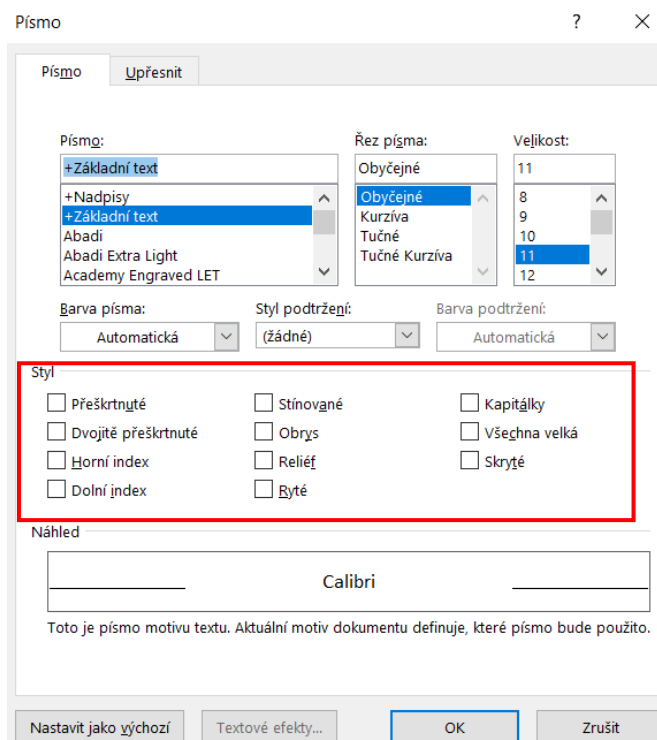 Písmo ?
Písmo Upřesnit
Písmo: Řez písma: Velikost:
+Základní text Obyčejné 11
+Nadpisy Obyčejné 8
+Základní text Kurzíva 9
Abadi Tučné 10
Abadi Extra Light Tučné Kurzíva 11
Academy Engraved LET 12
Barva písma: Styl podtržení: Barva podtržení:
Automatická (žádné) Automatická
Styl
Přeškrtnuté Stínované Kapitálky
Dvojitě přeškrtnuté Obrys Všechna velká
Horní index Reliéf Skryté
Dolní index Ryté
Náhled
Calibri
Toto je písmo motivu textu. Aktuální motiv dokumentu definuje, které písmo bude použito.
Nastavit jako výchozí Textové efekty... OK Zrušit